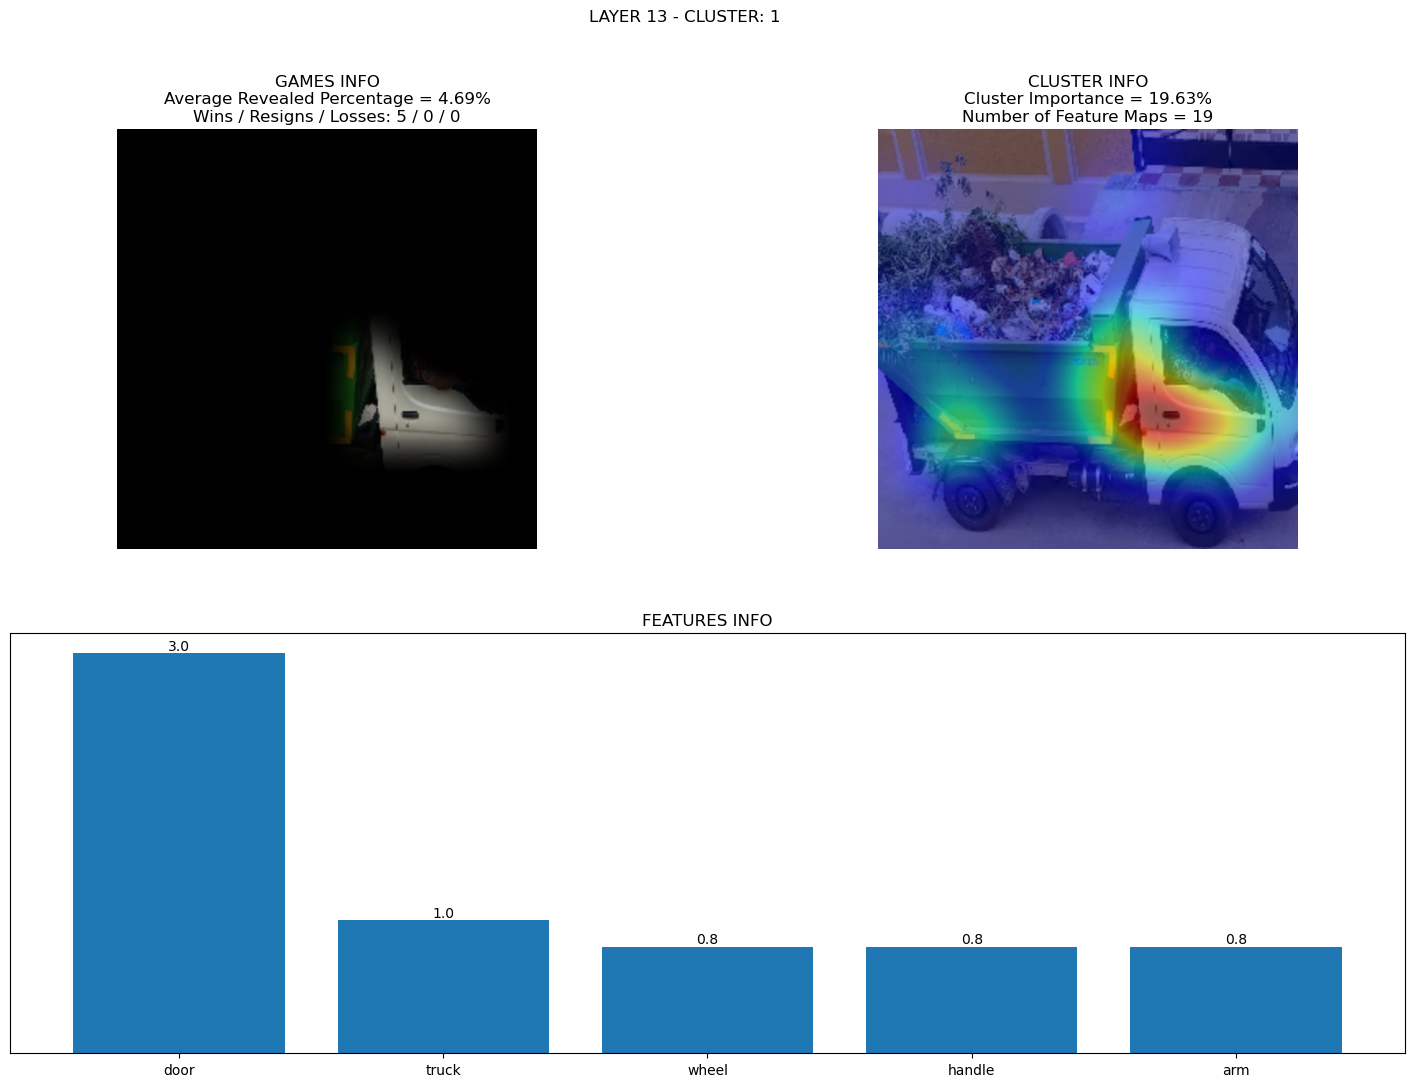 LAYER 13 - CLUSTER: 1
GAMES INFO
Average Revealed Percentage = 4.69%
Wins / Resigns / Losses: 5 / 0 / 0
CLUSTER INFO
Cluster Importance = 19.63%
Number of Feature Maps = 19
FEATURES INFO
3.0
1.0
0.8
0.8
0.8
door
truck
wheel
handle
arm